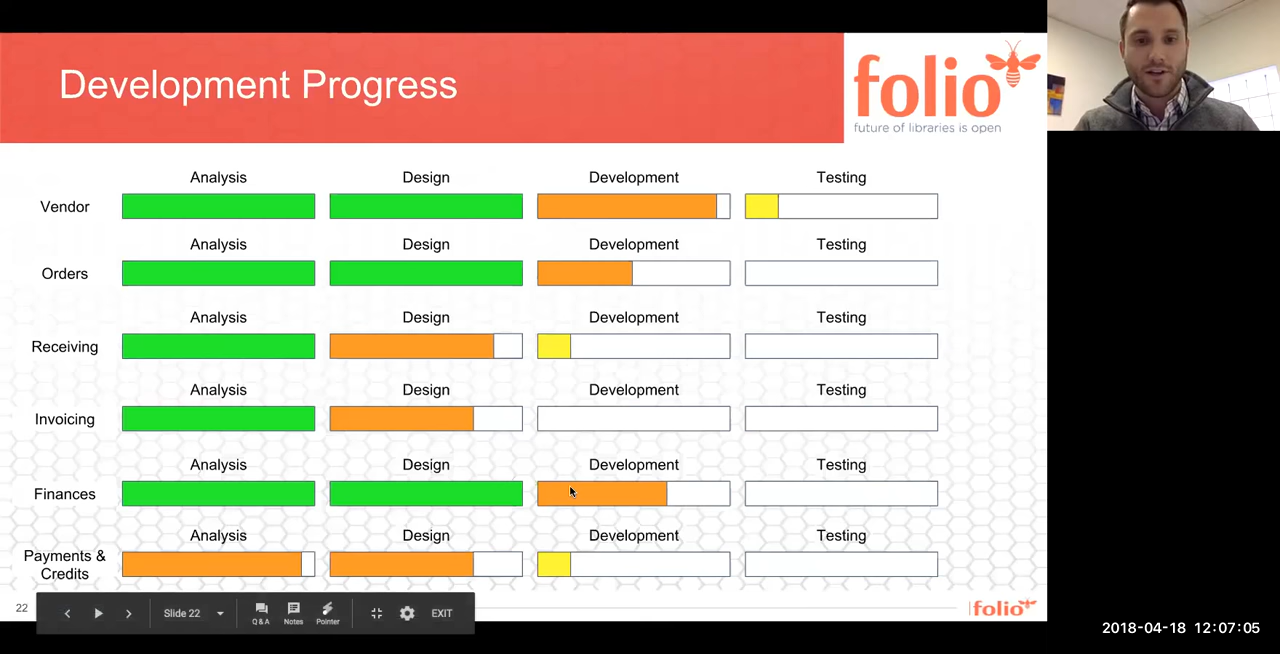 Development Progress
folio
future of libraries is open
Analysis Design Development Testing
Vendor
Analysis Design Development Testing
Orders
Analysis Design Development Testing
Receiving
Analysis Design Development Testing
Invoicing
Analysis Design Development Testing
Finances
Analysis Design Development Testing
Payments &
Credits
22
Slide 22
Q & A Notes Pointer
EXIT
folio
2018-04-18 12:07:05